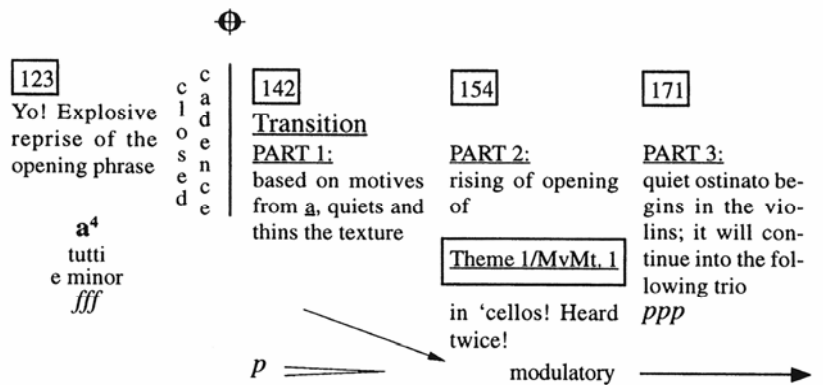 123
Yo! Explosive
reprise of the
opening phrase
a⁴
tutti
e minor
fff
closed
cadence
142
Transition
PART 1:
based on motives
from a, quiets and
thins the texture
p
154
PART 2:
rising of opening
of
Theme 1/MvMt. 1
in ‘cellos! Heard
twice!
modulatory
171
PART 3:
quiet ostinato be-
gins in the vio-
lins; it will con-
tinue into the fol-
lowing trio
ppp